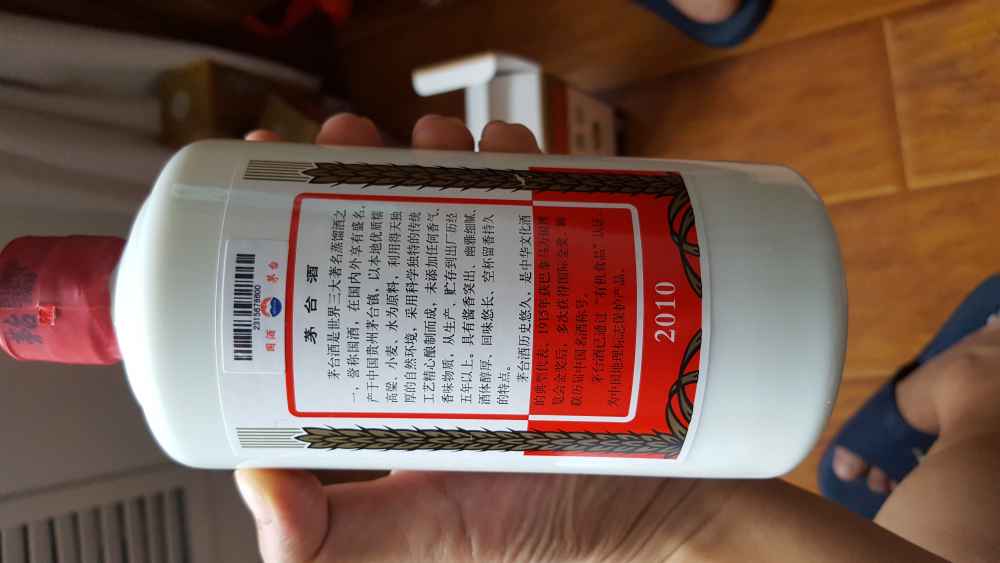 2315678600
国酒 茅台
茅台酒
茅台酒是世界三大著名蒸馏酒之
一，誉称国酒，在国内外享有盛名。
产于中国贵州茅台镇，以本地优质糯
高粱、小麦、水为原料，利用得天独
厚的自然环境，采用科学独特的传统
工艺精心酿制而成，未添加任何香气、
香味物质，从生产、贮存到出厂历经
五年以上。具有酱香突出、幽雅细腻、
酒体醇厚、回味悠长、空杯留香持久
的特点。
茅台酒历史悠久，是中华文化酒
的典型代表，1915年获巴拿马万国博
览会金奖后，多次获得国际金奖，蝉
联历届中国名酒称号。
茅台酒已通过“有机食品”认证，
为中国地理标志保护产品。
2010